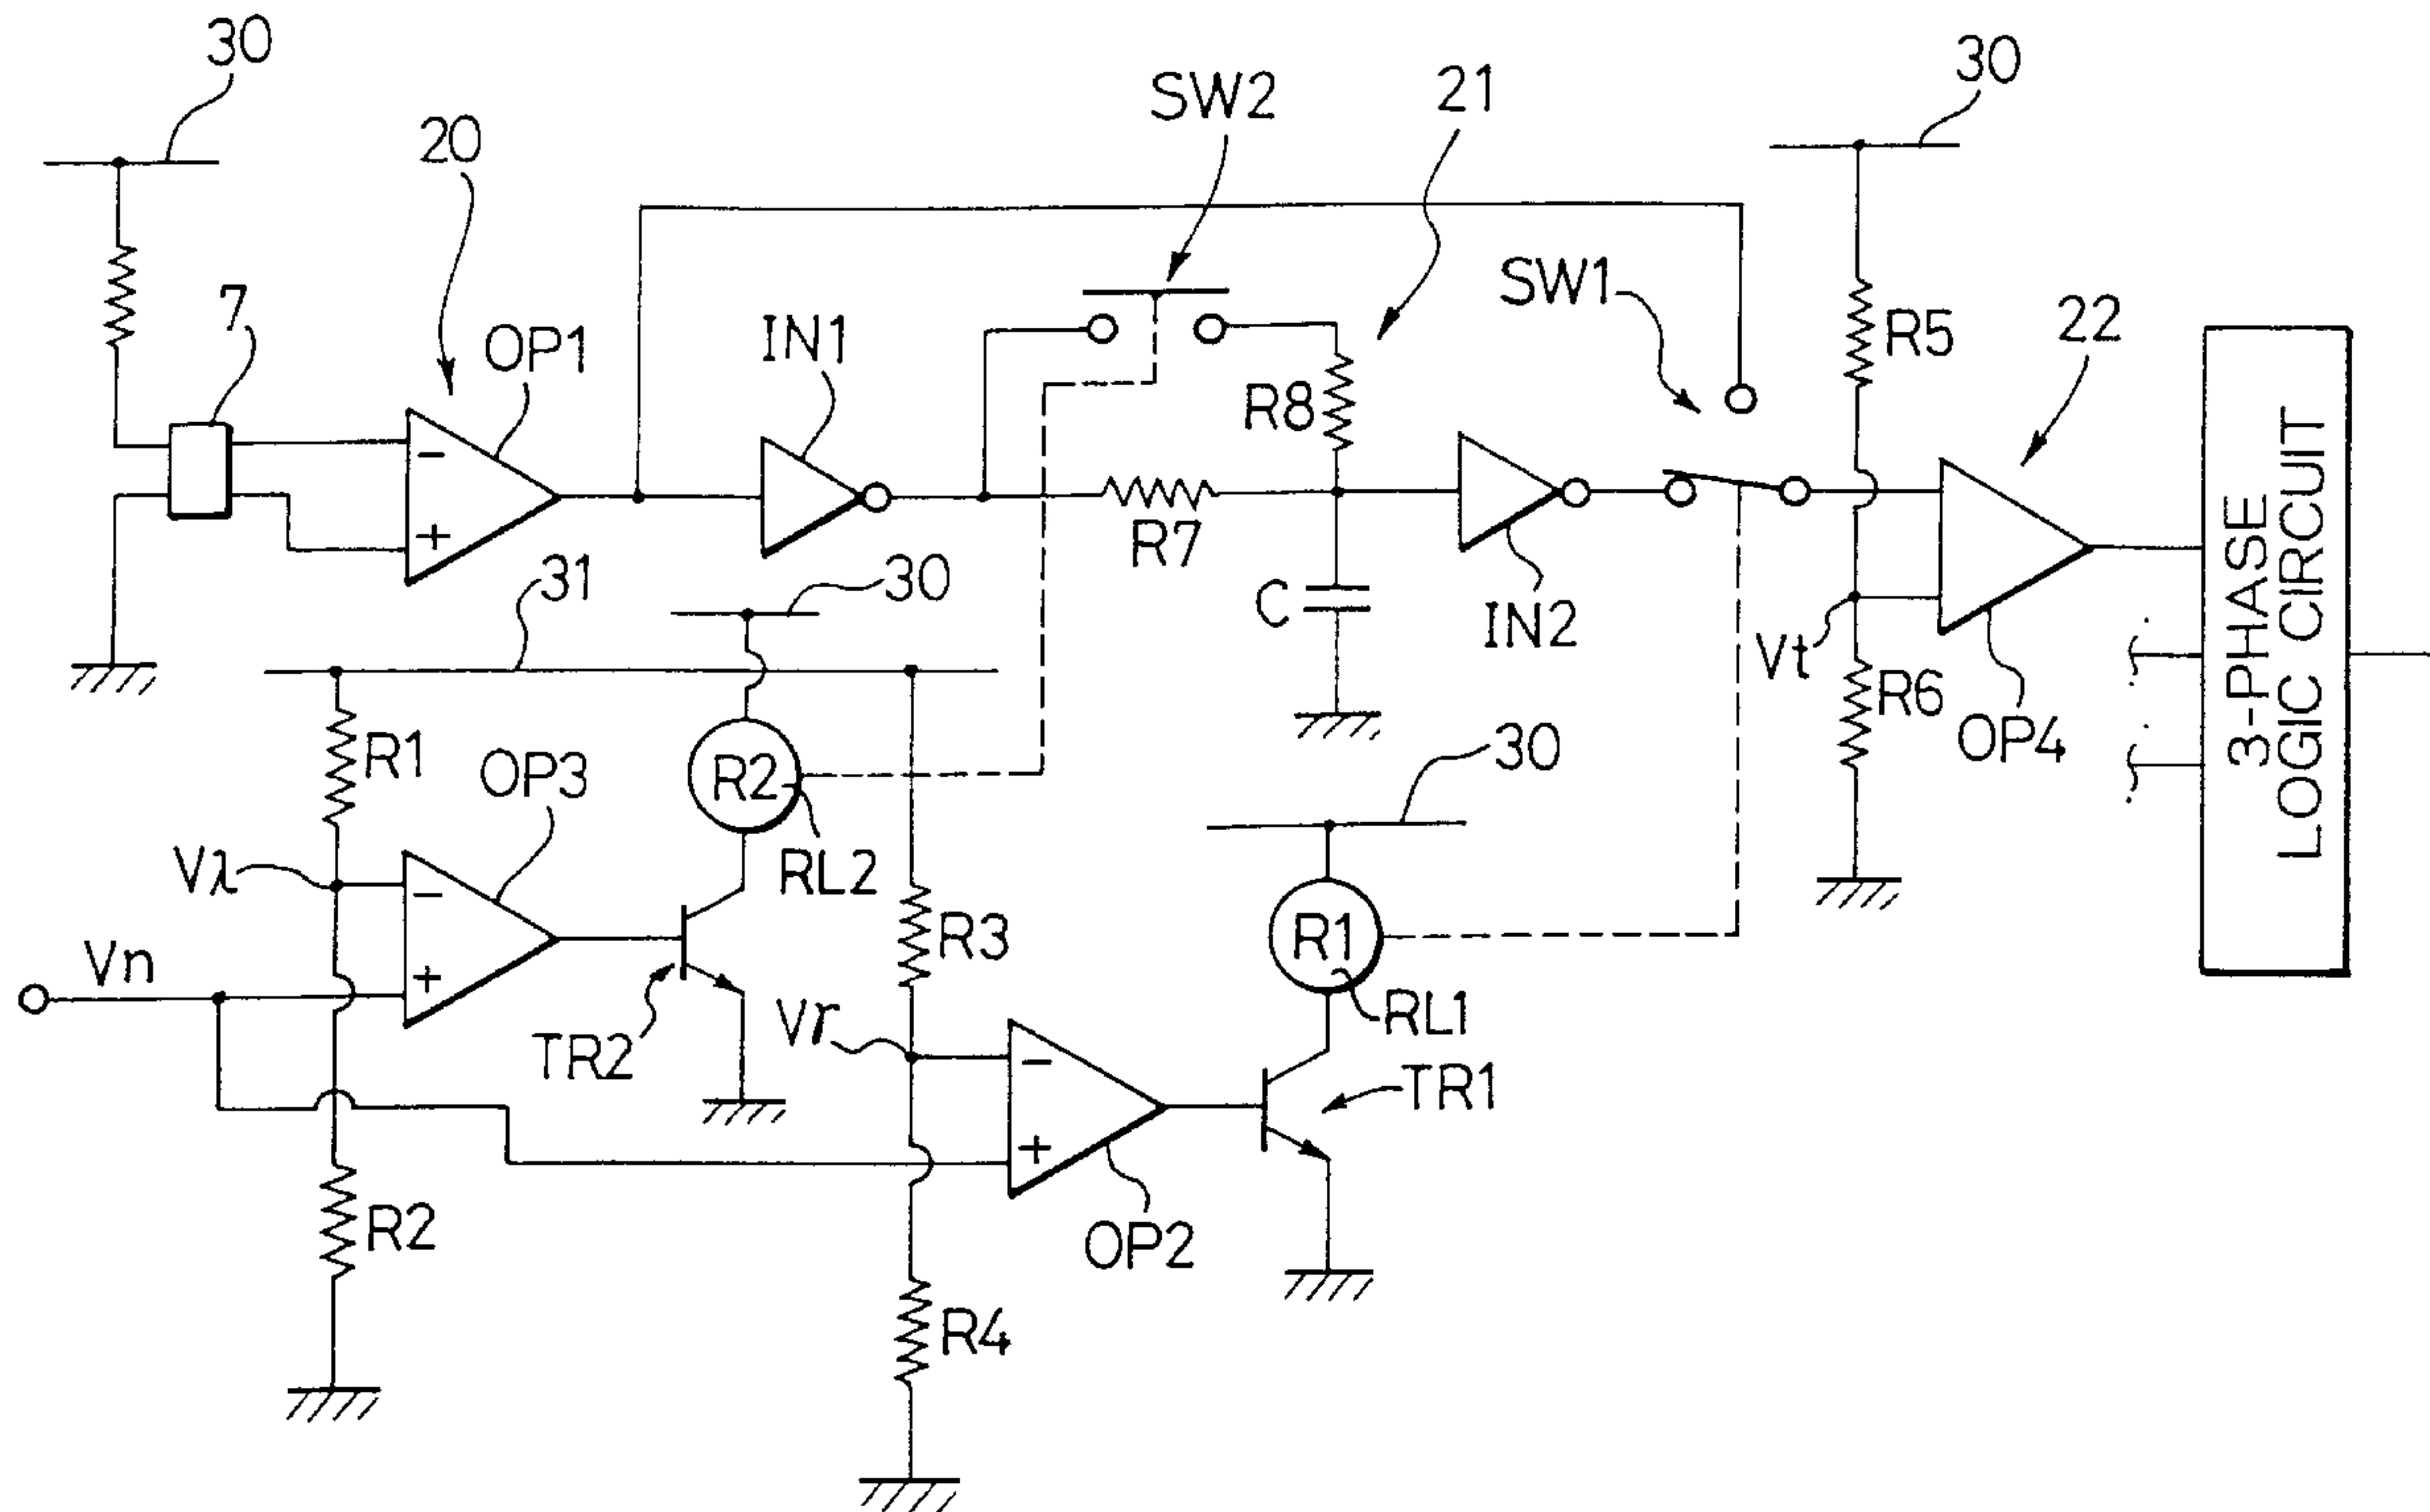 30
30
20
SW2
21
7
OP1
IN1
SW1
R5
22
R8
-
+
R7
31
30
C
IN2
Vt
R6
OP4
3-PHASE
LOGIC CIRCUIT
R1
OP3
R2
RL2
30
Vλ
-
+
Vn
TR2
R3
R1
RL1
Vr
-
+
TR1
R2
OP2
R4